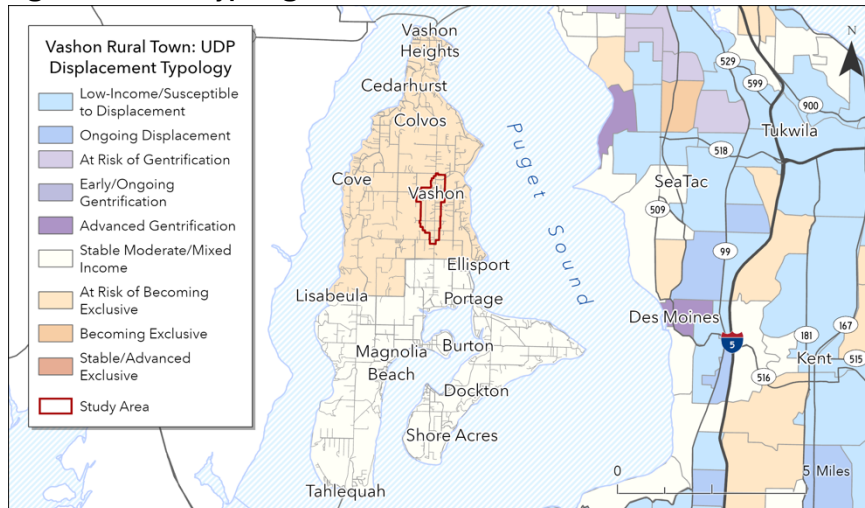 Vashon Rural Town: UDP
Displacement Typology
Low-Income/Susceptible
to Displacement
Ongoing Displacement
At Risk of Gentrification
Early/Ongoing
Gentrification
Advanced Gentrification
Stable Moderate/Mixed
Income
At Risk of Becoming
Exclusive
Becoming Exclusive
Stable/Advanced
Exclusive
Study Area
Vashon
Heights
Cedarhurst
Colvos
Cove
Vashon
Ellisport
Lisabeula
Portage
Magnolia
Beach
Burton
Dockton
Shore Acres
Tahlequah
Puget Sound
N
529
599
900
Tukwila
518
SeaTac
509
99
Des Moines
5
181
167
Kent
515
516
0
5 Miles